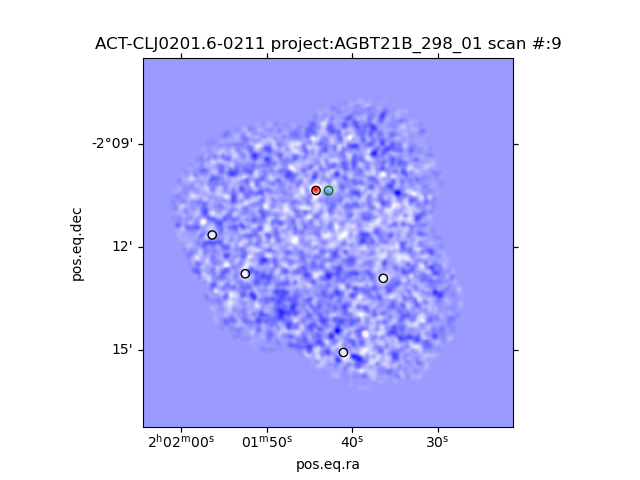 ACT-CLJ0201.6-0211 project:AGBT21B_298_01 scan #:9
-2°09'
12'
15'
pos.eq.dec
2ʰ02ᵐ00ˢ 01ᵐ50ˢ 40ˢ 30ˢ
pos.eq.ra